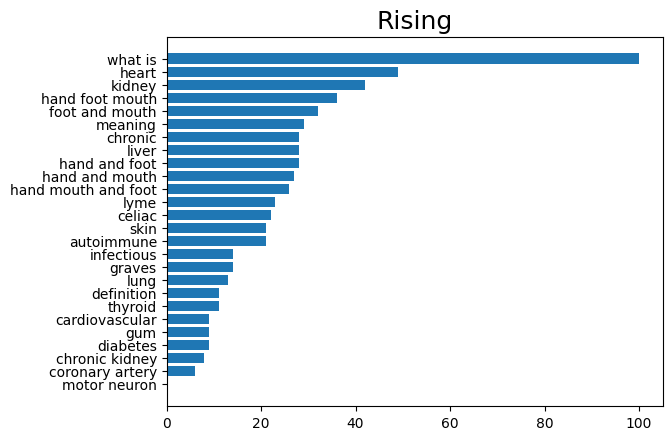 Rising
what is
heart
kidney
hand foot mouth
foot and mouth
meaning
chronic
liver
hand and foot
hand and mouth
hand mouth and foot
lyme
celiac
skin
autoimmune
infectious
graves
lung
definition
thyroid
cardiovascular
gum
diabetes
chronic kidney
coronary artery
motor neuron
0 20 40 60 80 100